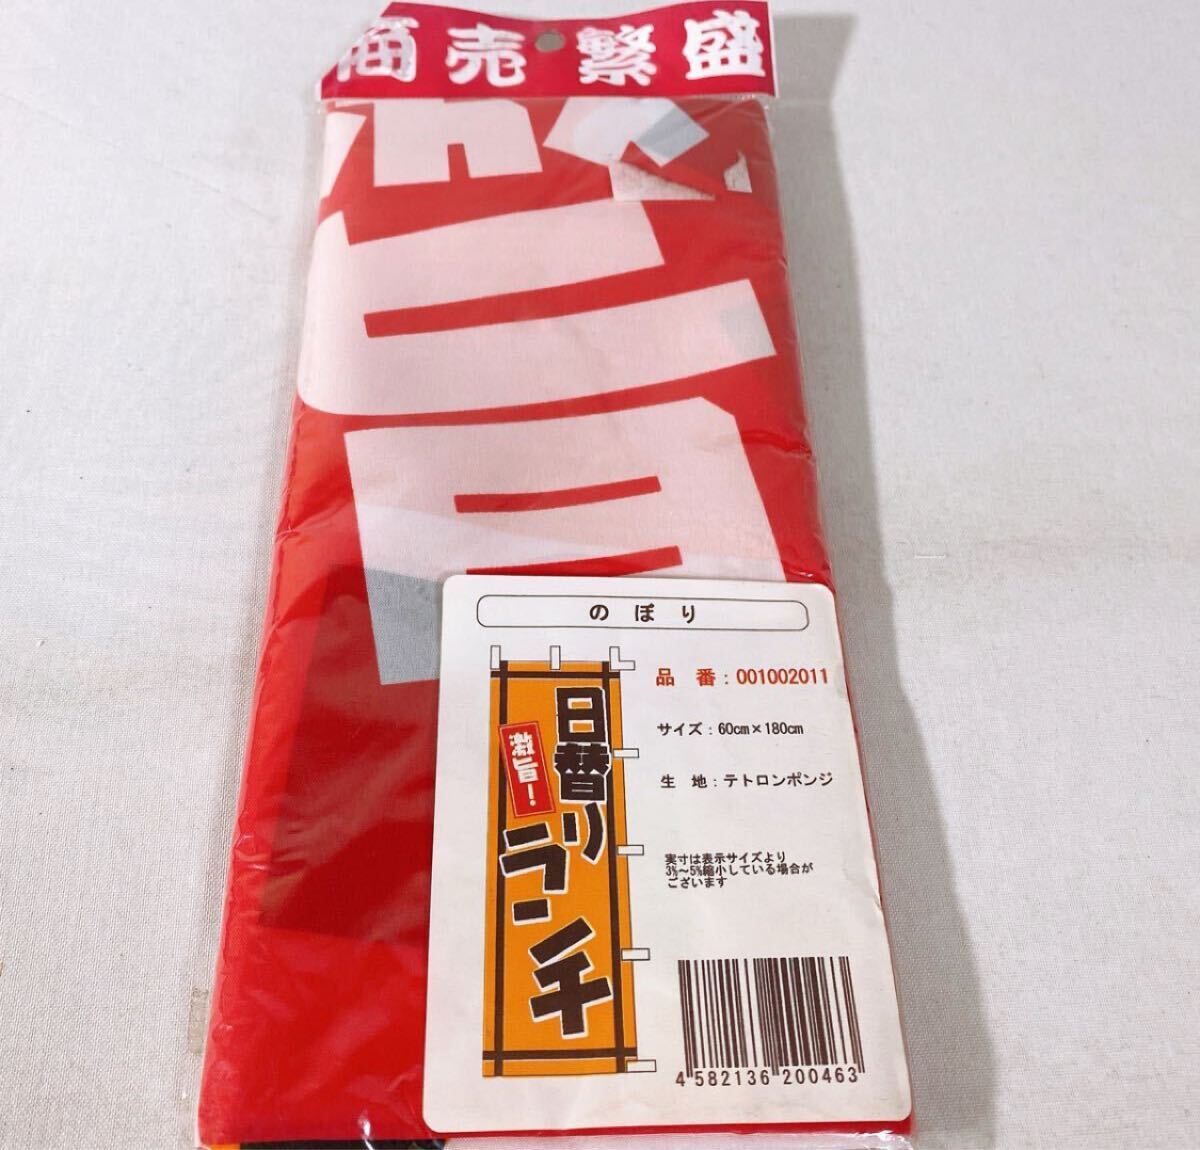 商売繁盛
のぼり
品番：001002011
サイズ：60cm×180cm
生地：テトロンポンジ
実寸は表示サイズより
3%～5%縮小している場合が
ございます
日替りランチ
激旨ー！
4 582136 200463